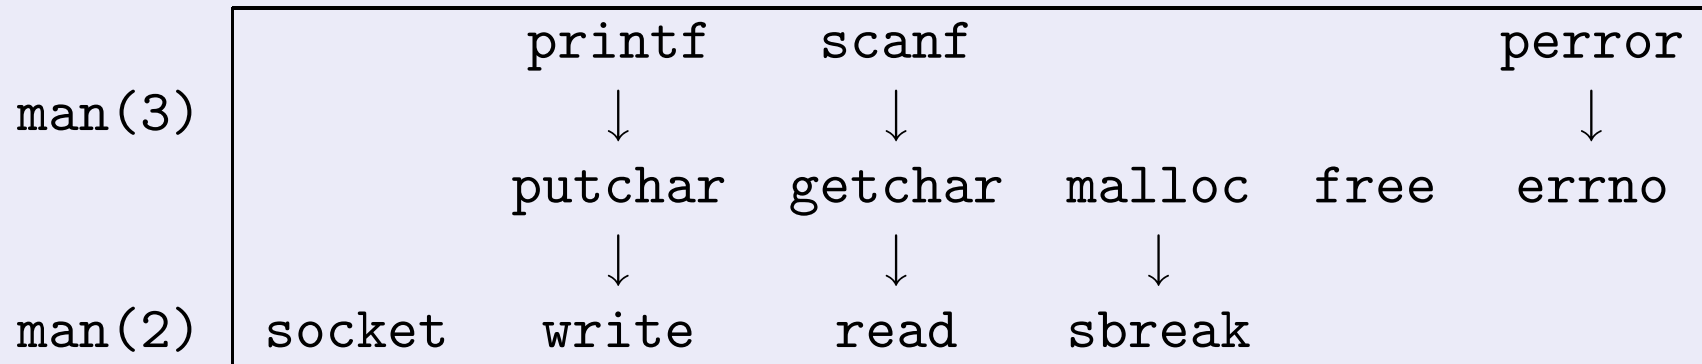 printf scanf perror
man(3)
↓ ↓ ↓
putchar getchar malloc free errno
↓ ↓ ↓
man(2) socket write read sbreak